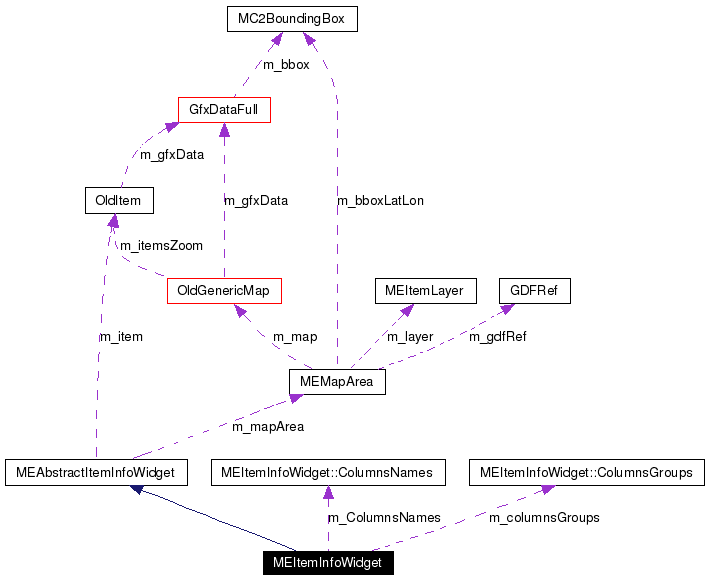 MC2BoundingBox
m_bbox
GfxDataFull
m_gfxData
OldItem
m_gfxData
m_bboxLatLon
m_itemsZoom
OldGenericMap
MEItemLayer
GDFRef
m_item
m_map
m_layer
m_gdfRef
MEMapArea
m_mapArea
MEAbstractItemInfoWidget
MEItemInfoWidget::ColumnsNames
MEItemInfoWidget::ColumnsGroups
m_ColumnsNames
m_columnsGroups
MEItemInfoWidget